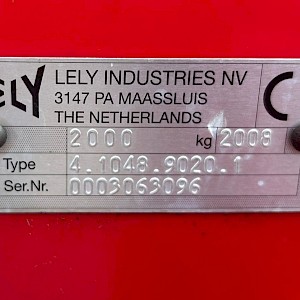 ELY LELY INDUSTRIES NV
3147 PA MAASSLUIS
THE NETHERLANDS
2000 kg 2008
Type 4.1048.9020.1
Ser.Nr. 0003063096